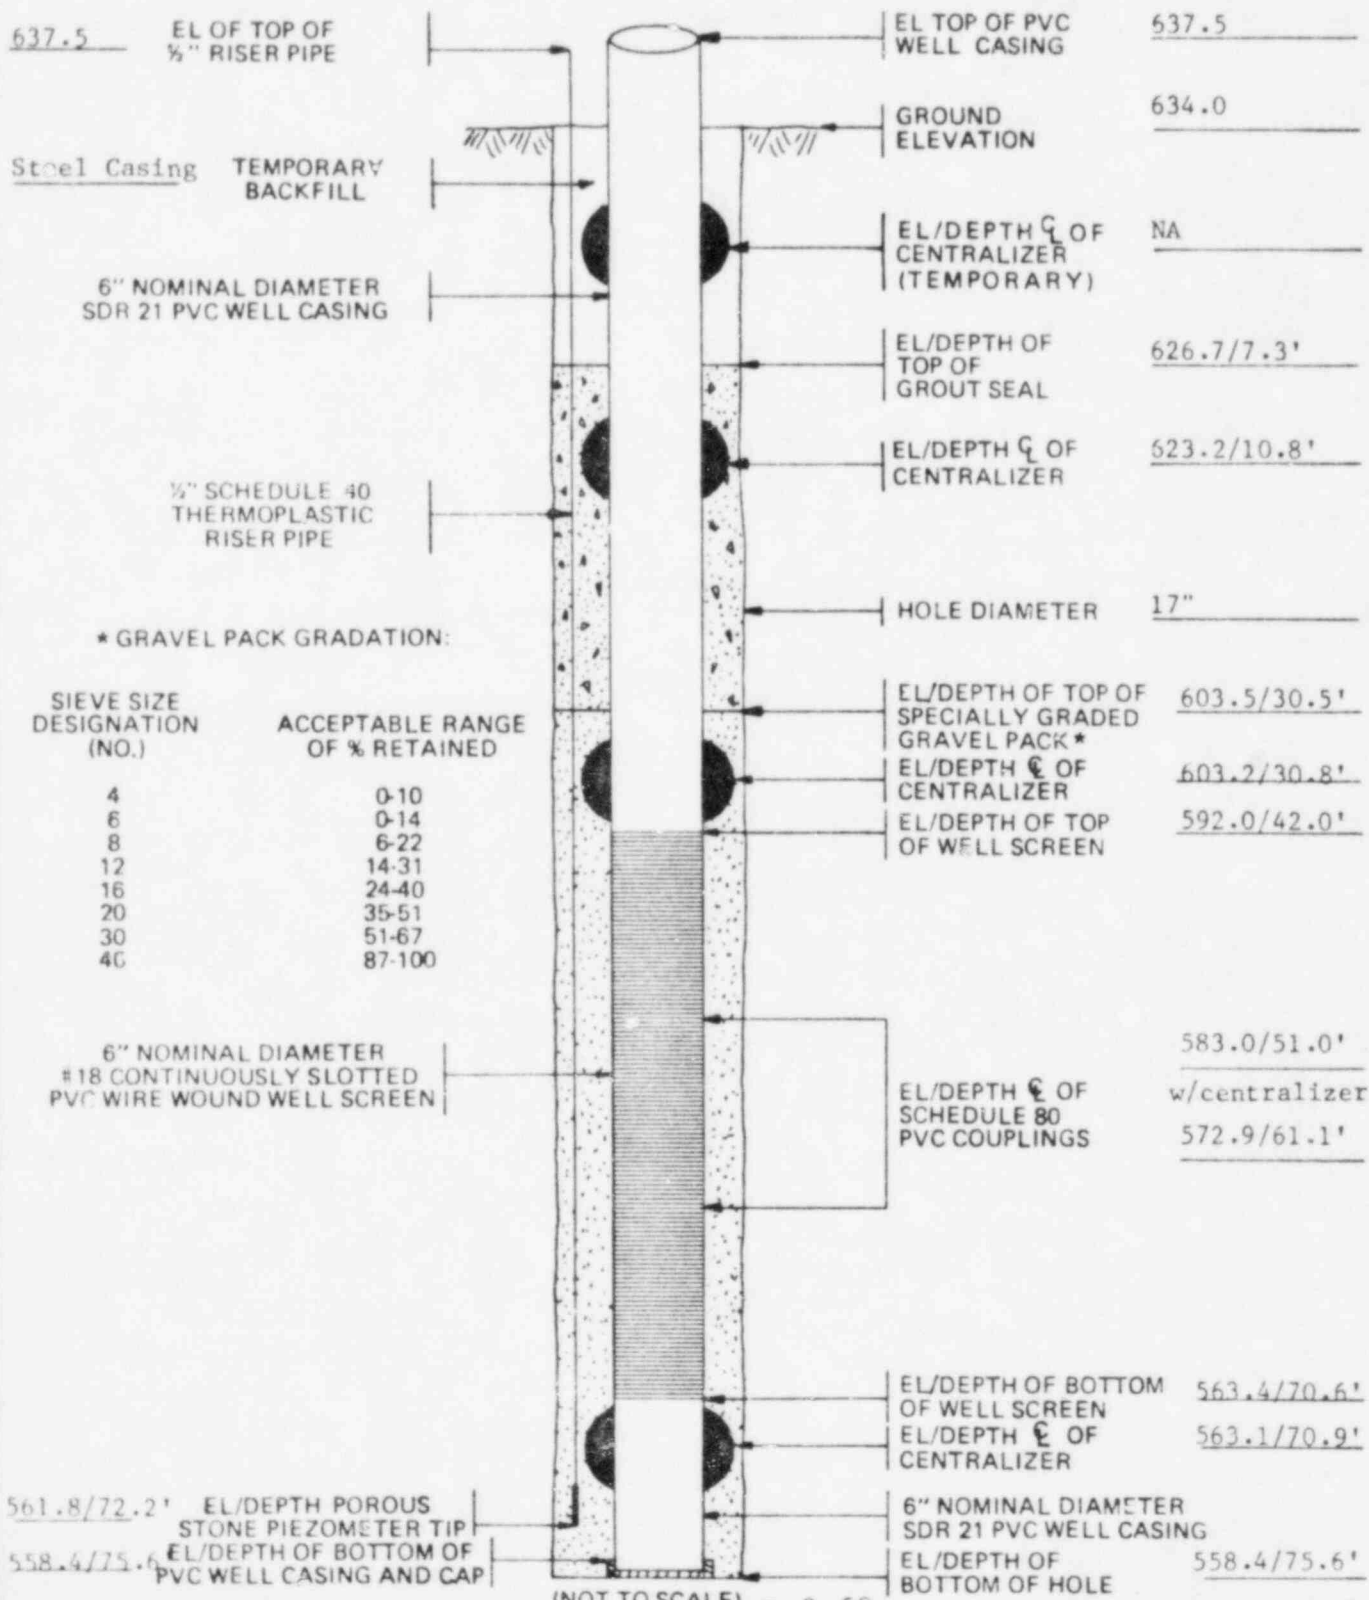 637.5
EL OF TOP OF
½" RISER PIPE
EL TOP OF PVC
WELL CASING
637.5
GROUND
ELEVATION
634.0
Steel Casing
TEMPORARY
BACKFILL
EL/DEPTH ℄ OF
CENTRALIZER
(TEMPORARY)
NA
6" NOMINAL DIAMETER
SDR 21 PVC WELL CASING
EL/DEPTH OF
TOP OF
GROUT SEAL
626.7/7.3'
EL/DEPTH ℄ OF
CENTRALIZER
623.2/10.8'
½" SCHEDULE 40
THERMOPLASTIC
RISER PIPE
HOLE DIAMETER
17"
* GRAVEL PACK GRADATION:
SIEVE SIZE
DESIGNATION
(NO.)
ACCEPTABLE RANGE
OF % RETAINED
4 0-10
6 0-14
8 6-22
12 14-31
16 24-40
20 35-51
30 51-67
40 87-100
EL/DEPTH OF TOP OF
SPECIALLY GRADED
GRAVEL PACK*
603.5/30.5'
EL/DEPTH ℄ OF
CENTRALIZER
603.2/30.8'
EL/DEPTH OF TOP
OF WELL SCREEN
592.0/42.0'
6" NOMINAL DIAMETER
#18 CONTINUOUSLY SLOTTED
PVC WIRE WOUND WELL SCREEN
EL/DEPTH ℄ OF
SCHEDULE 80
PVC COUPLINGS
583.0/51.0'
w/centralizer
572.9/61.1'
EL/DEPTH OF BOTTOM
OF WELL SCREEN
563.4/70.6'
EL/DEPTH ℄ OF
CENTRALIZER
563.1/70.9'
561.8/72.2'
EL/DEPTH POROUS
STONE PIEZOMETER TIP
6" NOMINAL DIAMETER
SDR 21 PVC WELL CASING
558.4/75.6
EL/DEPTH OF BOTTOM OF
PVC WELL CASING AND CAP
EL/DEPTH OF
BOTTOM OF HOLE
558.4/75.6'
(NOT TO SCALE)